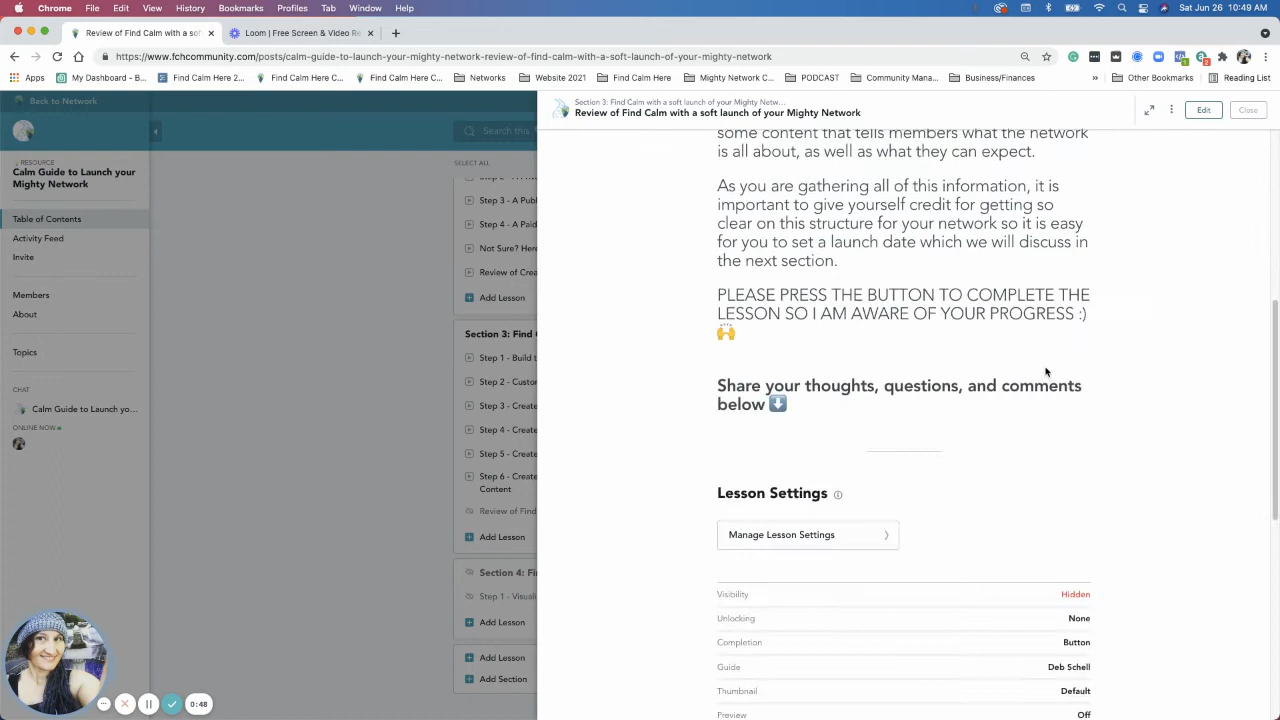 Chrome File Edit View History Bookmarks Profiles Tab Window Help
Sat Jun 26 10:49 AM
Review of Find Calm with a sof
Loom | Free Screen & Video Re
https://www.fchcommunity.com/posts/calm-guide-to-launch-your-mighty-network-review-of-find-calm-with-a-soft-launch-of-your-mighty-network
Apps My Dashboard - B... Find Calm Here 2... Find Calm Here C... Find Calm Here C... Networks Website 2021 Find Calm Here Mighty Network C... PODCAST Community Mana... Business/Finances » Other Bookmarks Reading List
Back to Network
Search this
RESOURCE
Calm Guide to Launch your
Mighty Network
Table of Contents
Activity Feed
Invite
Members
About
Topics
CHAT
Calm Guide to Launch yo...
ONLINE NOW
SELECT ALL
Step 3 - A Pub
Step 4 - A Paid
Not Sure? Here
Review of Crea
Add Lesson
Section 3: Find
Step 1 - Build t
Step 2 - Custor
Step 3 - Create
Step 4 - Create
Step 5 - Create
Step 6 - Create
Content
Review of Find
Add Lesson
Section 4: Fi
Step 1 - Visuali
Add Lesson
Add Lesson
Add Section
0:48
Section 3: Find Calm with a soft launch of your Mighty Netw...
Review of Find Calm with a soft launch of your Mighty Network
Edit
Close
some content that tells members what the network
is all about, as well as what they can expect.
As you are gathering all of this information, it is
important to give yourself credit for getting so
clear on this structure for your network so it is easy
for you to set a launch date which we will discuss in
the next section.
PLEASE PRESS THE BUTTON TO COMPLETE THE
LESSON SO I AM AWARE OF YOUR PROGRESS :)
🙌
Share your thoughts, questions, and comments
below ⬇️
Lesson Settings
Manage Lesson Settings
Visibility Hidden
Unlocking None
Completion Button
Guide Deb Schell
Thumbnail Default
Preview Off